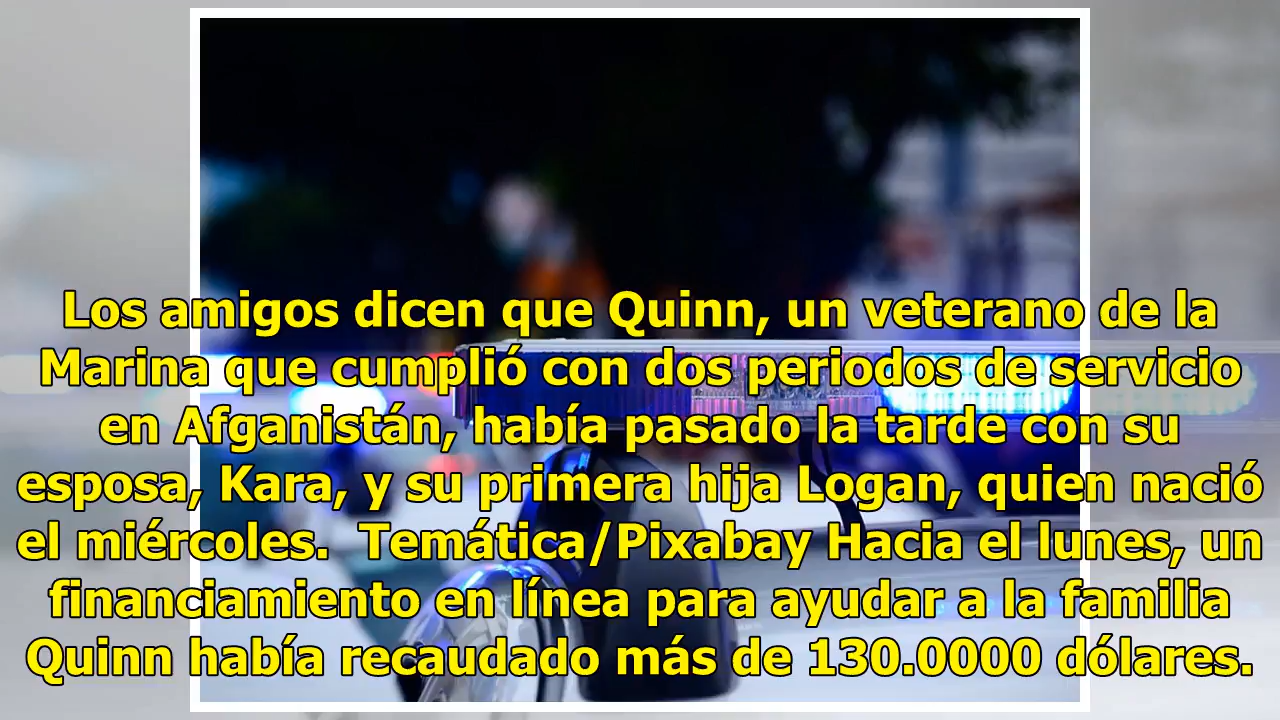 Los amigos dicen que Quinn, un veterano de la
Marina que cumplió con dos periodos de servicio
en Afganistán, había pasado la tarde con su
esposa, Kara, y su primera hija Logan, quien nació
el miércoles.  Temática/Pixabay Hacia el lunes, un
financiamiento en línea para ayudar a la familia
Quinn había recaudado más de 130.0000 dólares.